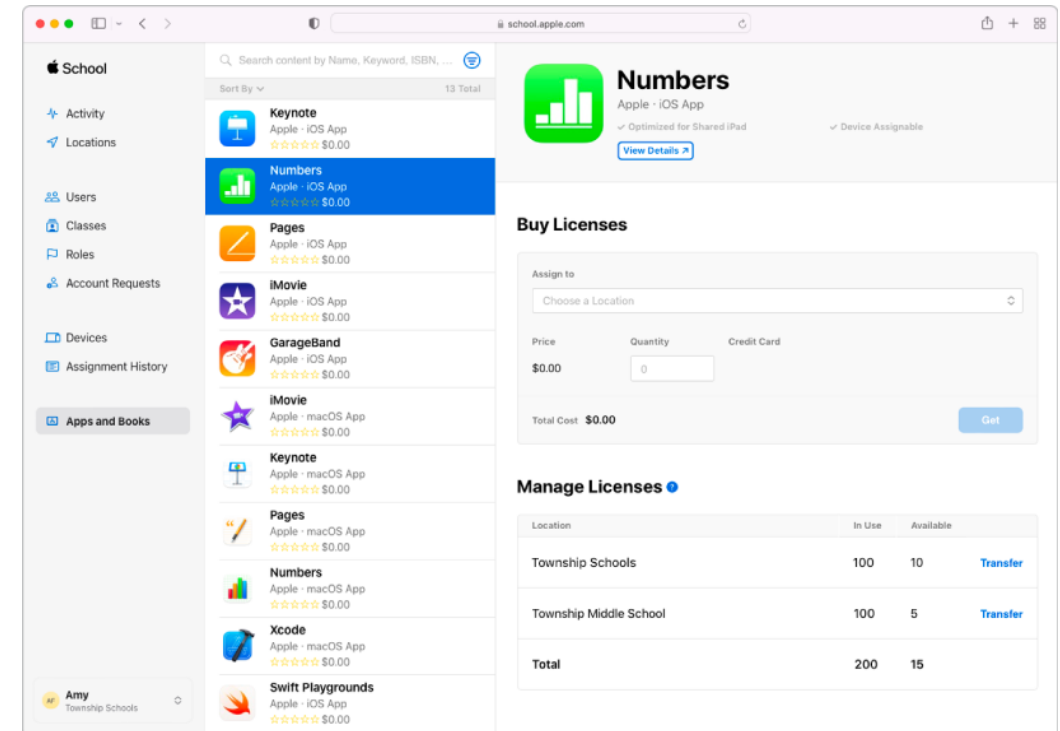 school.apple.com
School
Activity
Locations
Users
Classes
Roles
Account Requests
Devices
Assignment History
Apps and Books
AF
Amy
Township Schools
Search content by Name, Keyword, ISBN, ...
Sort By
13 Total
Keynote
Apple · iOS App
☆☆☆☆☆ $0.00
Numbers
Apple · iOS App
☆☆☆☆☆ $0.00
Pages
Apple · iOS App
☆☆☆☆☆ $0.00
iMovie
Apple · iOS App
☆☆☆☆☆ $0.00
GarageBand
Apple · iOS App
☆☆☆☆☆ $0.00
iMovie
Apple · macOS App
☆☆☆☆☆ $0.00
Keynote
Apple · macOS App
☆☆☆☆☆ $0.00
Pages
Apple · macOS App
☆☆☆☆☆ $0.00
Numbers
Apple · macOS App
☆☆☆☆☆ $0.00
Xcode
Apple · macOS App
☆☆☆☆☆ $0.00
Swift Playgrounds
Apple · iOS App
☆☆☆☆☆ $0.00
Numbers
Apple · iOS App
✓ Optimized for Shared iPad ✓ Device Assignable
View Details ↗
Buy Licenses
Assign to
Choose a Location
Price Quantity Credit Card
$0.00 0
Total Cost $0.00 Get
Manage Licenses ?
Location In Use Available
Township Schools 100 10 Transfer
Township Middle School 100 5 Transfer
Total 200 15